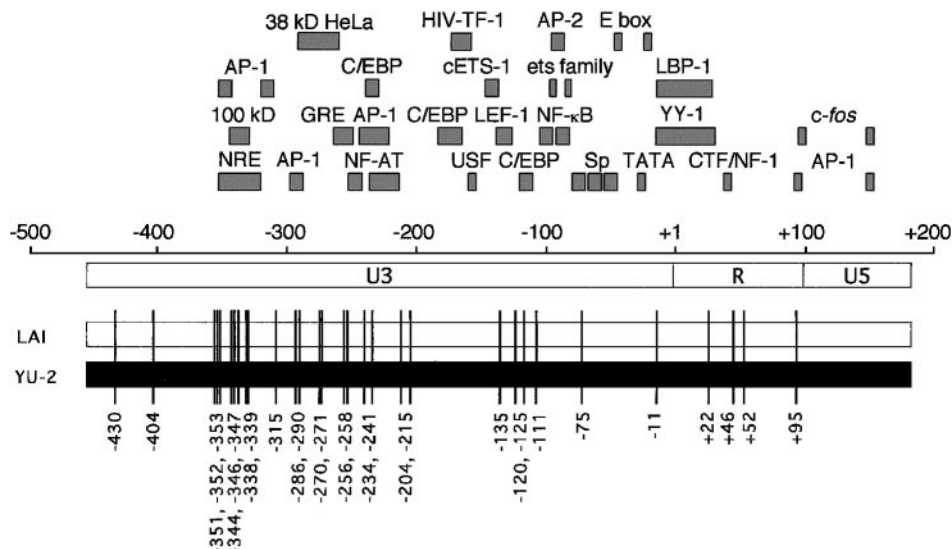 38 kD HeLa HIV-TF-1 AP-2 E box
AP-1 C/EBP cETS-1 ets family LBP-1
100 kD GRE AP-1 C/EBP LEF-1 NF-κB YY-1 c-fos
NRE AP-1 NF-AT USF C/EBP Sp TATA CTF/NF-1 AP-1
-500 -400 -300 -200 -100 +1 +100 +200
U3 R U5
LAI
YU-2
-430
-404
-351, -352, -353
-344, -346, -347
-338, -339
-315
-286, -290
-270, -271
-256, -258
-234, -241
-204, -215
-135
-120, -125
-111
-75
-11
+22
+46
+52
+95